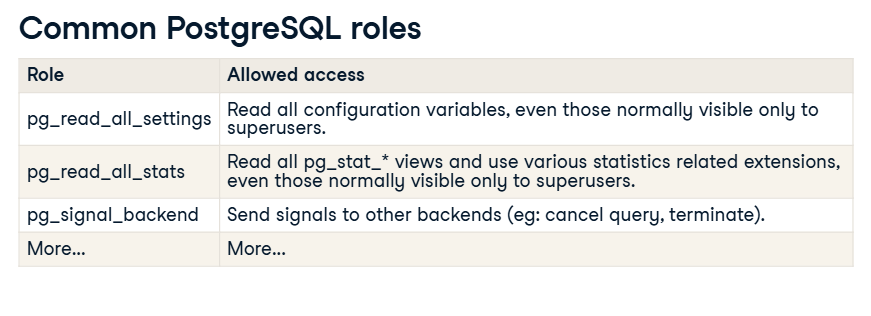 Common PostgreSQL roles
Role Allowed access
pg_read_all_settings Read all configuration variables, even those normally visible only to
superusers.
pg_read_all_stats Read all pg_stat_* views and use various statistics related extensions,
even those normally visible only to superusers.
pg_signal_backend Send signals to other backends (eg: cancel query, terminate).
More... More...